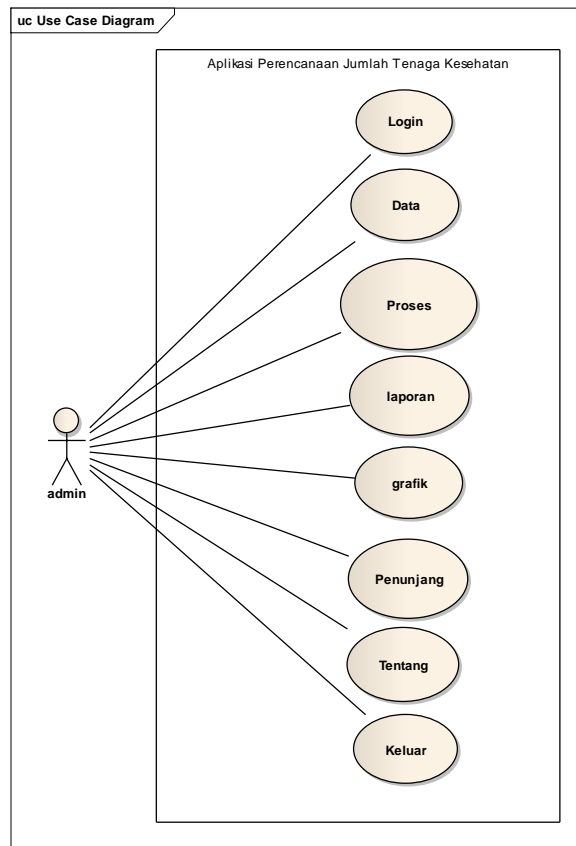 uc Use Case Diagram
Aplikasi Perencanaan Jumlah Tenaga Kesehatan
Login
Data
Proses
laporan
grafik
admin
Penunjang
Tentang
Keluar